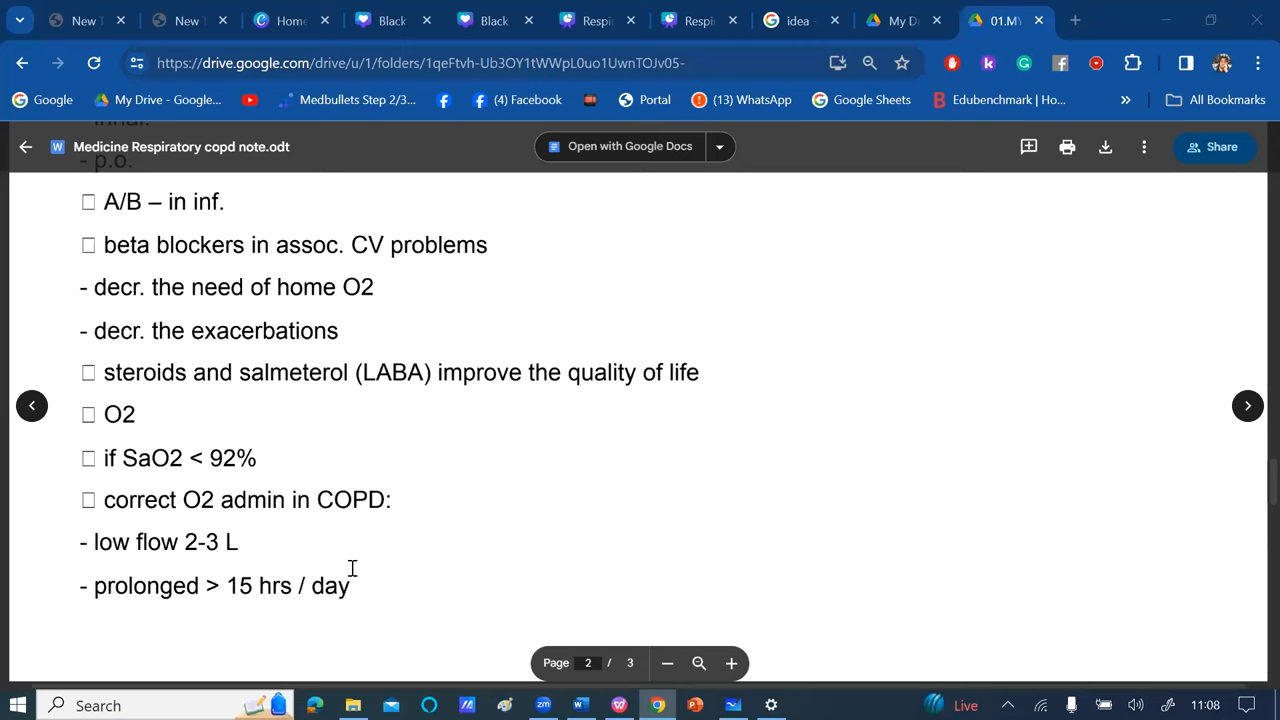 New T
New T
Home
Black
Black
Respi
Respi
idea -
My D
01.MY
https://drive.google.com/drive/u/1/folders/1qeFtvh-Ub3OY1tWWpL0uo1UwnTOJv05-
Google
My Drive - Google...
Medbullets Step 2/3...
(4) Facebook
Portal
(13) WhatsApp
Google Sheets
Edubenchmark | Ho...
All Bookmarks
Medicine Respiratory copd note.odt
Open with Google Docs
Share
- p.o.
A/B – in inf.
beta blockers in assoc. CV problems
- decr. the need of home O2
- decr. the exacerbations
steroids and salmeterol (LABA) improve the quality of life
O2
if SaO2 < 92%
correct O2 admin in COPD:
- low flow 2-3 L
- prolonged > 15 hrs / day
Page 2 / 3
Search
Live
11:08